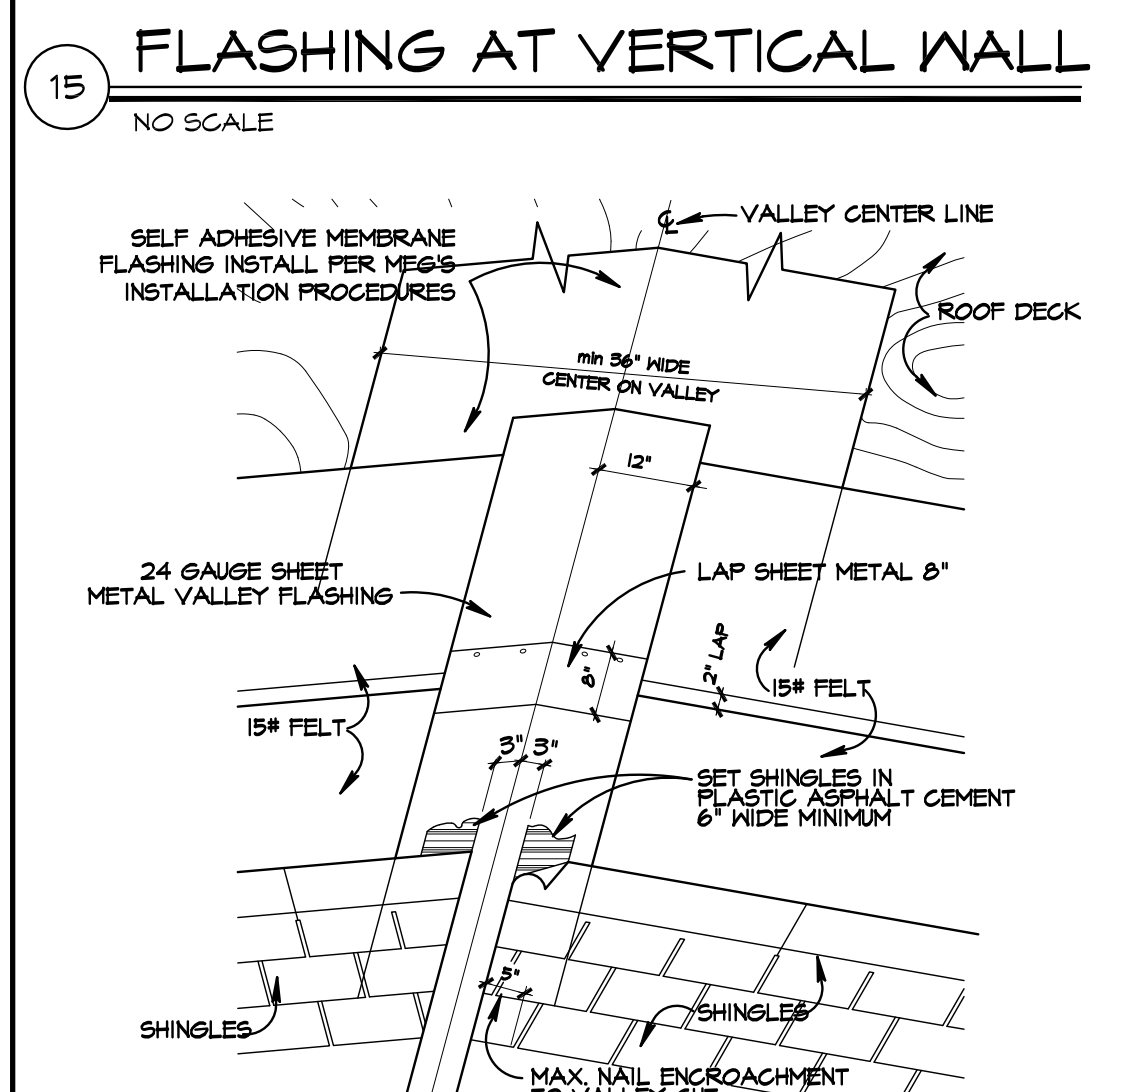 FLASHING AT VERTICAL WALL
15
NO SCALE
VALLEY CENTER LINE
SELF ADHESIVE MEMBRANE
FLASHING INSTALL PER MFG'S
INSTALLATION PROCEDURES
ROOF DECK
min 36" WIDE
CENTER ON VALLEY
12"
24 GAUGE SHEET
METAL VALLEY FLASHING
LAP SHEET METAL 8"
8"
2" LAP
15# FELT
15# FELT
3" 3"
SET SHINGLES IN
PLASTIC ASPHALT CEMENT
6" WIDE MINIMUM
5"
SHINGLES
SHINGLES
MAX. NAIL ENCROACHMENT
TO VALLEY CUT